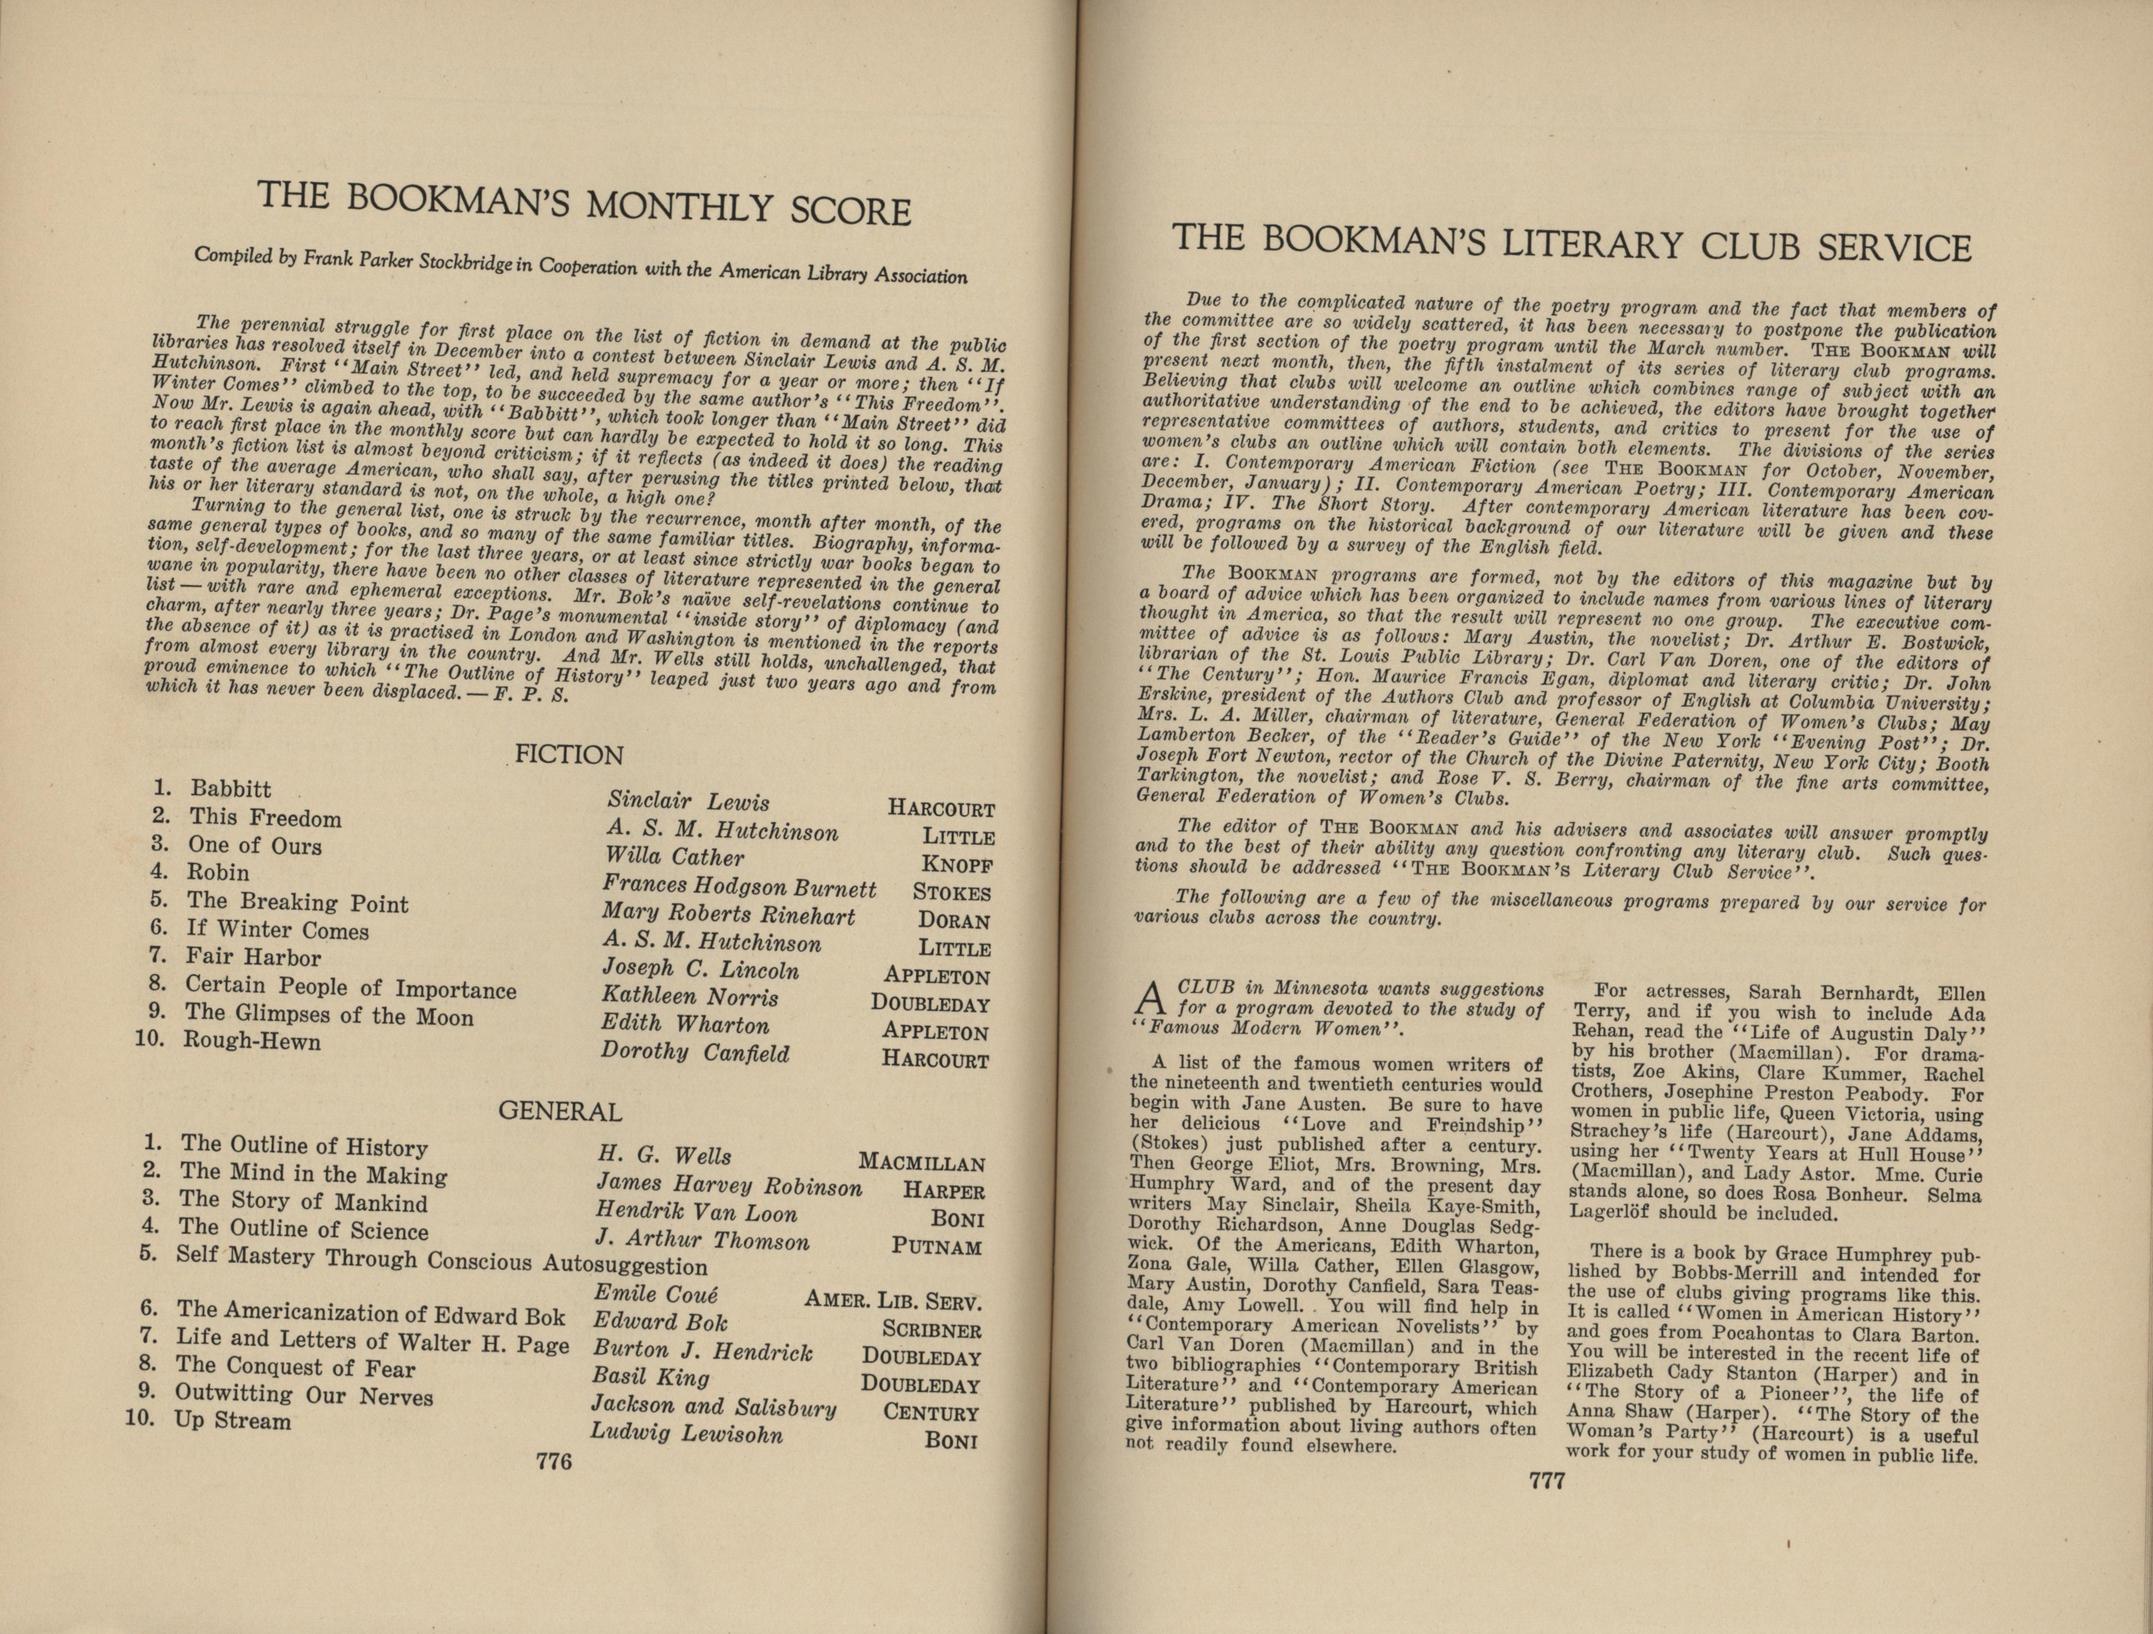 THE BOOKMAN'S MONTHLY SCORE
Compiled by Frank Parker Stockbridge in Cooperation with the American Library Association
The perennial struggle for first place on the list of fiction in demand at the public
libraries has resolved itself in December into a contest between Sinclair Lewis and A. S. M.
Hutchinson. First "Main Street" led, and held supremacy for a year or more; then "If
Winter Comes" climbed to the top, to be succeeded by the same author's "This Freedom".
Now Mr. Lewis is again ahead, with "Babbitt", which took longer than "Main Street" did
to reach first place in the monthly score but can hardly be expected to hold it so long. This
month's fiction list is almost beyond criticism; if it reflects (as indeed it does) the reading
taste of the average American, who shall say, after perusing the titles printed below, that
his or her literary standard is not, on the whole, a high one?
Turning to the general list, one is struck by the recurrence, month after month, of the
same general types of books, and so many of the same familiar titles. Biography, informa-
tion, self-development; for the last three years, or at least since strictly war books began to
wane in popularity, there have been no other classes of literature represented in the general
list — with rare and ephemeral exceptions. Mr. Bok's naïve self-revelations continue to
charm, after nearly three years; Dr. Page's monumental "inside story" of diplomacy (and
the absence of it) as it is practised in London and Washington is mentioned in the reports
from almost every library in the country. And Mr. Wells still holds, unchallenged, that
proud eminence to which "The Outline of History" leaped just two years ago and from
which it has never been displaced. — F. P. S.
FICTION
1. Babbitt Sinclair Lewis HARCOURT
2. This Freedom A. S. M. Hutchinson LITTLE
3. One of Ours Willa Cather KNOPF
4. Robin Frances Hodgson Burnett STOKES
5. The Breaking Point Mary Roberts Rinehart DORAN
6. If Winter Comes A. S. M. Hutchinson LITTLE
7. Fair Harbor Joseph C. Lincoln APPLETON
8. Certain People of Importance Kathleen Norris DOUBLEDAY
9. The Glimpses of the Moon Edith Wharton APPLETON
10. Rough-Hewn Dorothy Canfield HARCOURT
GENERAL
1. The Outline of History H. G. Wells MACMILLAN
2. The Mind in the Making James Harvey Robinson HARPER
3. The Story of Mankind Hendrik Van Loon BONI
4. The Outline of Science J. Arthur Thomson PUTNAM
5. Self Mastery Through Conscious Autosuggestion
Emile Coué AMER. LIB. SERV.
6. The Americanization of Edward Bok Edward Bok SCRIBNER
7. Life and Letters of Walter H. Page Burton J. Hendrick DOUBLEDAY
8. The Conquest of Fear Basil King DOUBLEDAY
9. Outwitting Our Nerves Jackson and Salisbury CENTURY
10. Up Stream Ludwig Lewisohn BONI
776
THE BOOKMAN'S LITERARY CLUB SERVICE
Due to the complicated nature of the poetry program and the fact that members of
the committee are so widely scattered, it has been necessary to postpone the publication
of the first section of the poetry program until the March number. THE BOOKMAN will
present next month, then, the fifth instalment of its series of literary club programs.
Believing that clubs will welcome an outline which combines range of subject with an
authoritative understanding of the end to be achieved, the editors have brought together
representative committees of authors, students, and critics to present for the use of
women's clubs an outline which will contain both elements. The divisions of the series
are: I. Contemporary American Fiction (see THE BOOKMAN for October, November,
December, January); II. Contemporary American Poetry; III. Contemporary American
Drama; IV. The Short Story. After contemporary American literature has been cov-
ered, programs on the historical background of our literature will be given and these
will be followed by a survey of the English field.
The BOOKMAN programs are formed, not by the editors of this magazine but by
a board of advice which has been organized to include names from various lines of literary
thought in America, so that the result will represent no one group. The executive com-
mittee of advice is as follows: Mary Austin, the novelist; Dr. Arthur E. Bostwick,
librarian of the St. Louis Public Library; Dr. Carl Van Doren, one of the editors of
"The Century"; Hon. Maurice Francis Egan, diplomat and literary critic; Dr. John
Erskine, president of the Authors Club and professor of English at Columbia University;
Mrs. L. A. Miller, chairman of literature, General Federation of Women's Clubs; May
Lamberton Becker, of the "Reader's Guide" of the New York "Evening Post"; Dr.
Joseph Fort Newton, rector of the Church of the Divine Paternity, New York City; Booth
Tarkington, the novelist; and Rose V. S. Berry, chairman of the fine arts committee,
General Federation of Women's Clubs.
The editor of THE BOOKMAN and his advisers and associates will answer promptly
and to the best of their ability any question confronting any literary club. Such ques-
tions should be addressed "THE BOOKMAN'S Literary Club Service".
The following are a few of the miscellaneous programs prepared by our service for
various clubs across the country.
A CLUB in Minnesota wants suggestions
for a program devoted to the study of
"Famous Modern Women".
A list of the famous women writers of
the nineteenth and twentieth centuries would
begin with Jane Austen. Be sure to have
her delicious "Love and Freindship"
(Stokes) just published after a century.
Then George Eliot, Mrs. Browning, Mrs.
Humphry Ward, and of the present day
writers May Sinclair, Sheila Kaye-Smith,
Dorothy Richardson, Anne Douglas Sedg-
wick. Of the Americans, Edith Wharton,
Zona Gale, Willa Cather, Ellen Glasgow,
Mary Austin, Dorothy Canfield, Sara Teas-
dale, Amy Lowell. You will find help in
"Contemporary American Novelists" by
Carl Van Doren (Macmillan) and in the
two bibliographies "Contemporary British
Literature" and "Contemporary American
Literature" published by Harcourt, which
give information about living authors often
not readily found elsewhere.
For actresses, Sarah Bernhardt, Ellen
Terry, and if you wish to include Ada
Rehan, read the "Life of Augustin Daly"
by his brother (Macmillan). For drama-
tists, Zoe Akins, Clare Kummer, Rachel
Crothers, Josephine Preston Peabody. For
women in public life, Queen Victoria, using
Strachey's life (Harcourt), Jane Addams,
using her "Twenty Years at Hull House"
(Macmillan), and Lady Astor. Mme. Curie
stands alone, so does Rosa Bonheur. Selma
Lagerlöf should be included.
There is a book by Grace Humphrey pub-
lished by Bobbs-Merrill and intended for
the use of clubs giving programs like this.
It is called "Women in American History"
and goes from Pocahontas to Clara Barton.
You will be interested in the recent life of
Elizabeth Cady Stanton (Harper) and in
"The Story of a Pioneer", the life of
Anna Shaw (Harper). "The Story of the
Woman's Party" (Harcourt) is a useful
work for your study of women in public life.
777